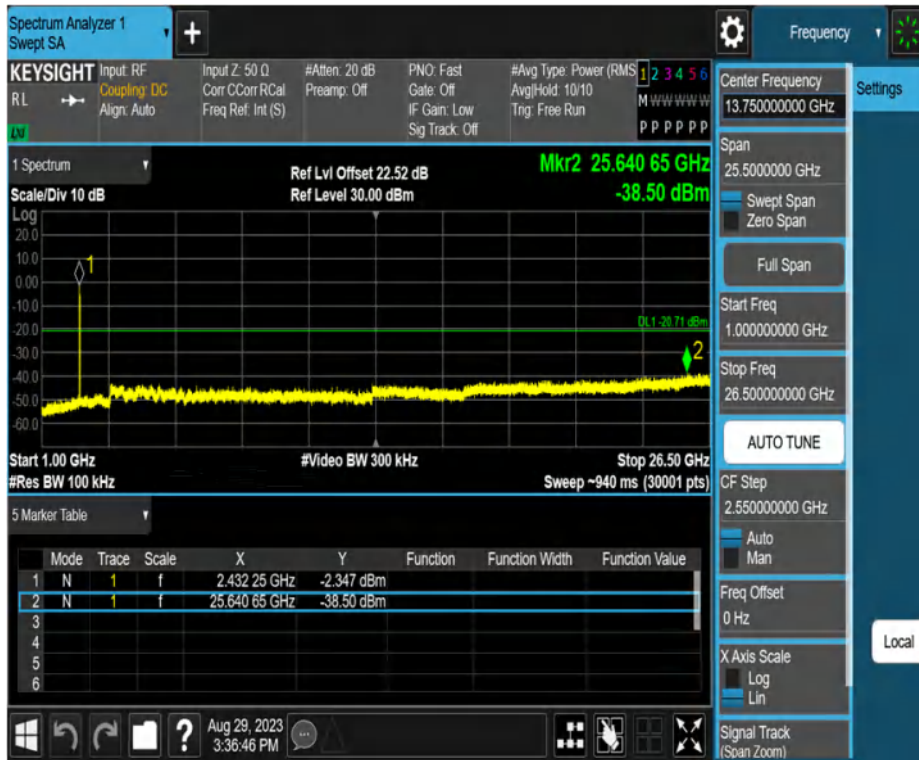 Spectrum Analyzer 1
Swept SA
+
Frequency
KEYSIGHT
RL
LXI
Input: RF
Coupling: DC
Align: Auto
Input Z: 50 Ω
Corr CCorr RCal
Freq Ref: Int (S)
#Atten: 20 dB
Preamp: Off
PNO: Fast
Gate: Off
IF Gain: Low
Sig Track: Off
#Avg Type: Power (RMS
Avg|Hold: 10/10
Trig: Free Run
1 2 3 4 5 6
M W W W W W
P P P P P P
1 Spectrum
Scale/Div 10 dB
Ref Lvl Offset 22.52 dB
Ref Level 30.00 dBm
Mkr2 25.640 65 GHz
-38.50 dBm
Log
20.0
10.0
0.00
-10.0
-20.0
-30.0
-40.0
-50.0
-60.0
1
DL1 -20.71 dBm
2
Start 1.00 GHz
#Res BW 100 kHz
#Video BW 300 kHz
Stop 26.50 GHz
Sweep ~940 ms (30001 pts)
5 Marker Table
Mode Trace Scale X Y Function Function Width Function Value
1 N 1 f 2.432 25 GHz -2.347 dBm
2 N 1 f 25.640 65 GHz -38.50 dBm
3
4
5
6
?
Aug 29, 2023
3:36:46 PM
Center Frequency
13.750000000 GHz
Span
25.5000000 GHz
Swept Span
Zero Span
Full Span
Start Freq
1.000000000 GHz
Stop Freq
26.500000000 GHz
AUTO TUNE
CF Step
2.550000000 GHz
Auto
Man
Freq Offset
0 Hz
X Axis Scale
Log
Lin
Signal Track
(Span Zoom)
Settings
Local